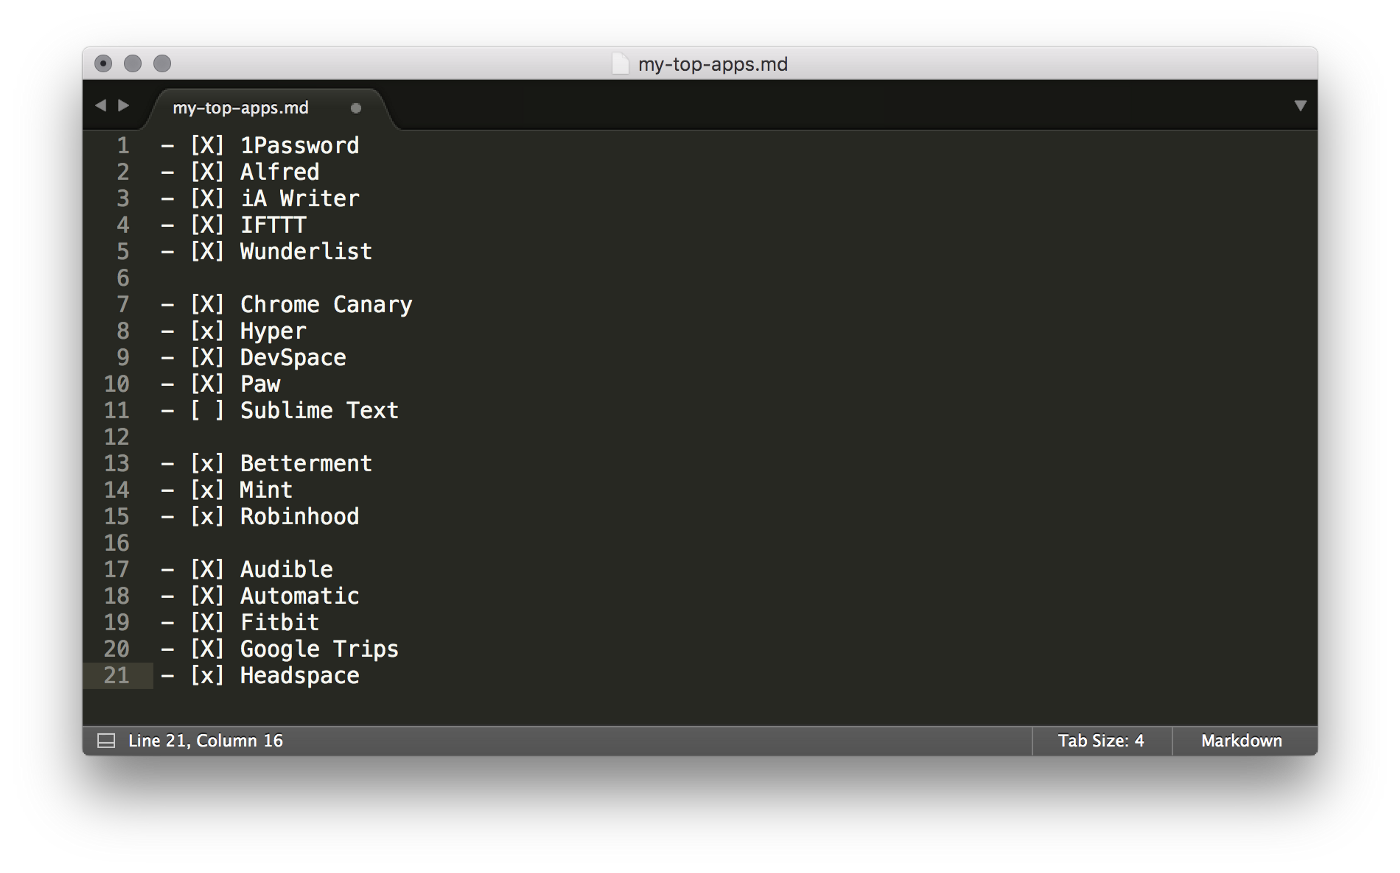 my-top-apps.md
my-top-apps.md
1 - [X] 1Password
2 - [X] Alfred
3 - [X] iA Writer
4 - [X] IFTTT
5 - [X] Wunderlist
6
7 - [X] Chrome Canary
8 - [x] Hyper
9 - [X] DevSpace
10 - [X] Paw
11 - [ ] Sublime Text
12
13 - [x] Betterment
14 - [x] Mint
15 - [x] Robinhood
16
17 - [X] Audible
18 - [X] Automatic
19 - [X] Fitbit
20 - [X] Google Trips
21 - [x] Headspace
Line 21, Column 16 Tab Size: 4 Markdown